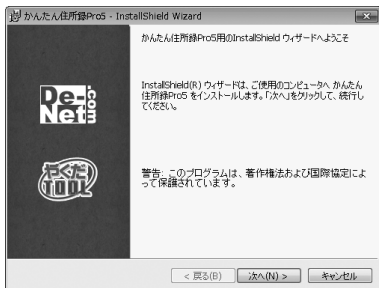 かんたん住所録Pro5 - InstallShield Wizard
かんたん住所録Pro5用のInstallShield ウィザードへようこそ
De-Net.com
InstallShield(R) ウィザードは、ご使用のコンピュータへ かんたん
住所録Pro5 をインストールします。「次へ」をクリックして、続行し
てください。
やくだつ
TOOL
警告: このプログラムは、著作権法および国際協定によ
って保護されています。
< 戻る(B)
次へ(N) >
キャンセル